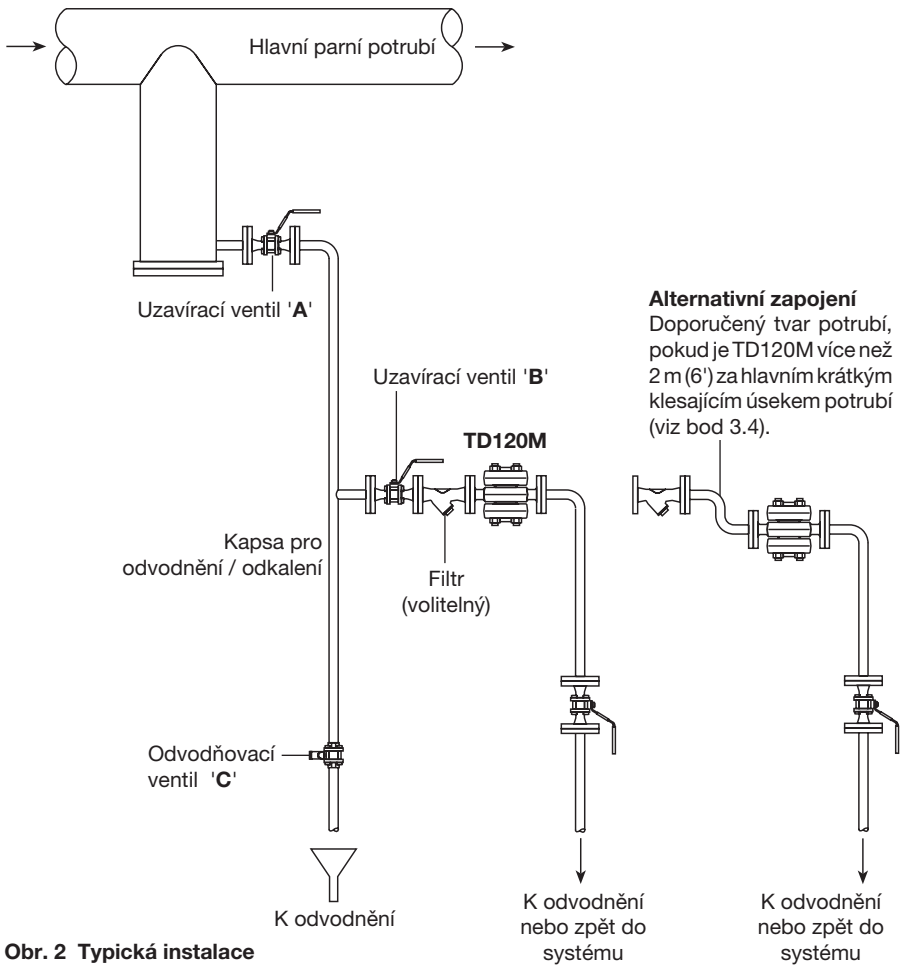 Hlavní parní potrubí
Uzavírací ventil 'A'
Alternativní zapojení
Doporučený tvar potrubí,
pokud je TD120M více než
2 m (6') za hlavním krátkým
klesajícím úsekem potrubí
(viz bod 3.4).
Uzavírací ventil 'B'
TD120M
Kapsa pro
odvodnění / odkalení
Filtr
(volitelný)
Odvodňovací
ventil 'C'
K odvodnění
K odvodnění
nebo zpět do
systému
K odvodnění
nebo zpět do
systému
Obr. 2 Typická instalace